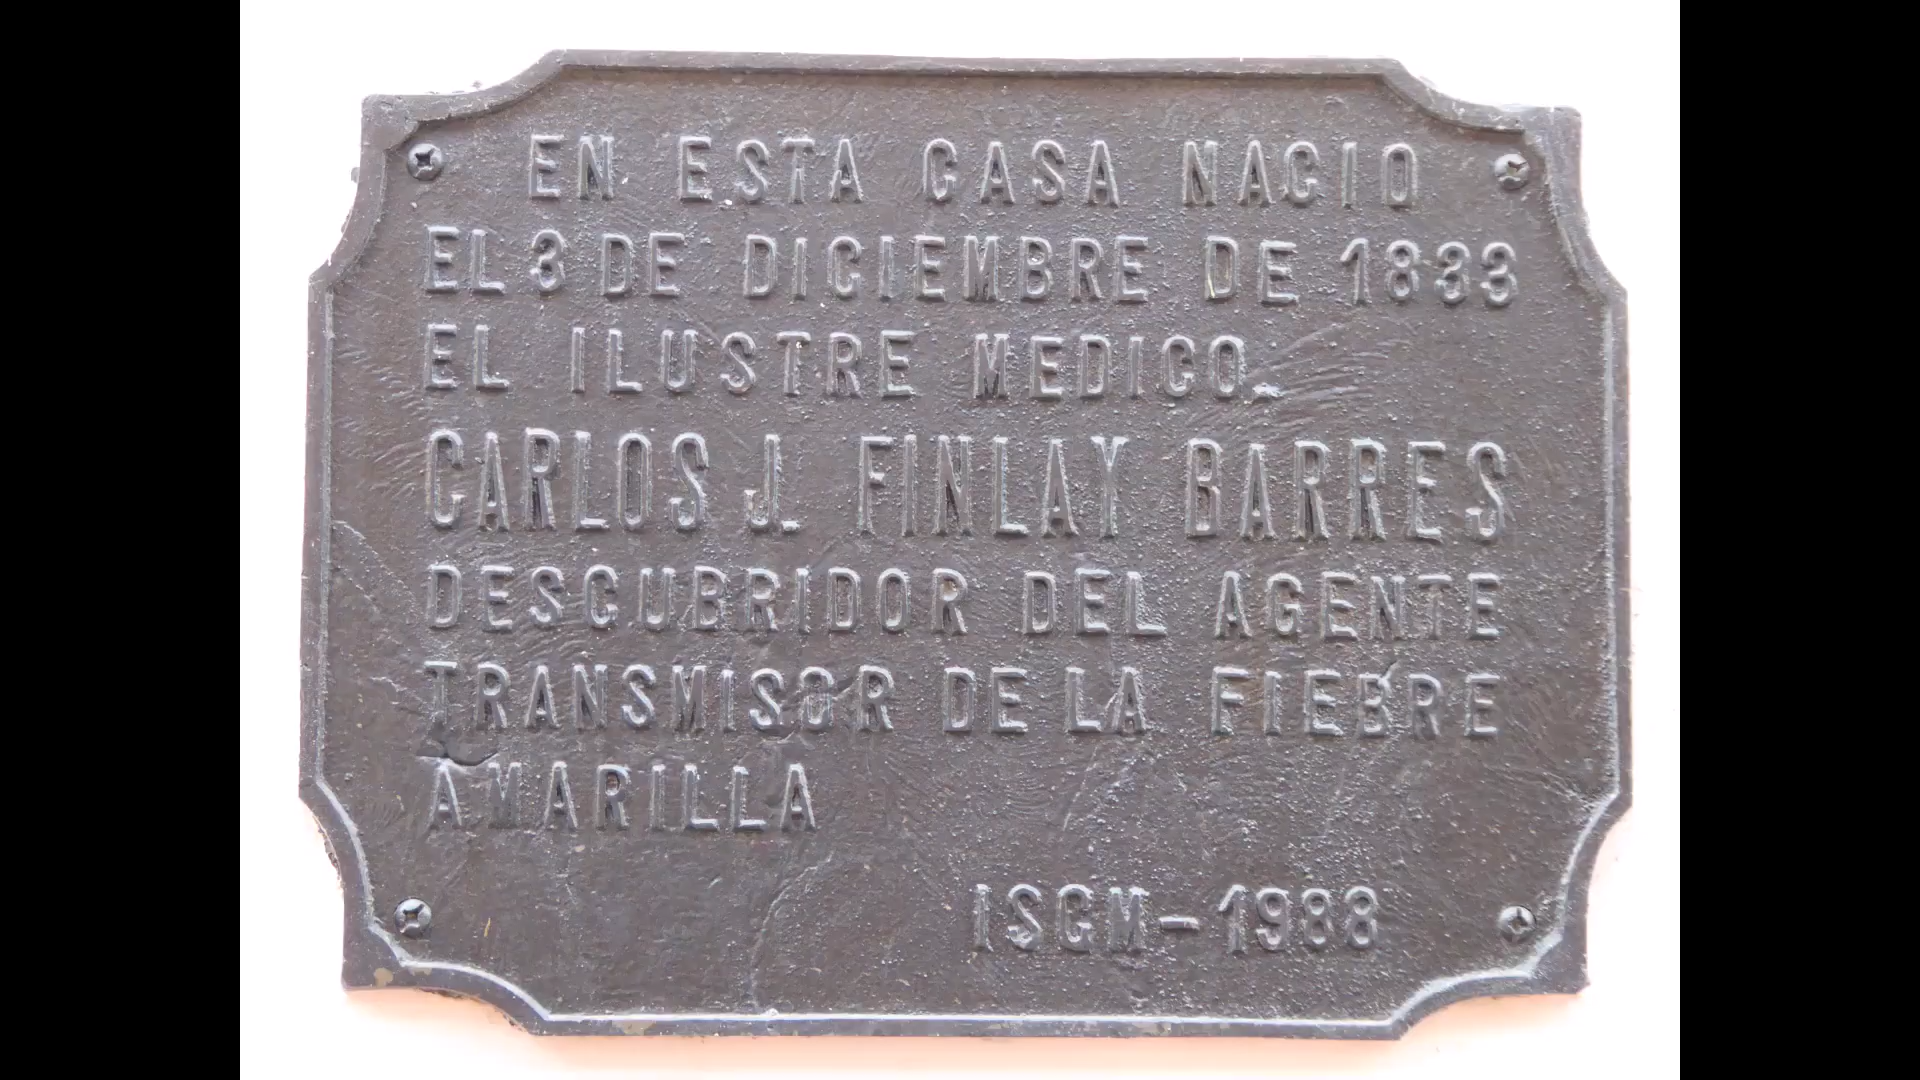 EN ESTA CASA NACIO
EL 3 DE DICIEMBRE DE 1833
EL ILUSTRE MEDICO.
CARLOS J. FINLAY BARRES
DESCUBRIDOR DEL AGENTE
TRANSMISOR DE LA FIEBRE
AMARILLA
ISCM-1988